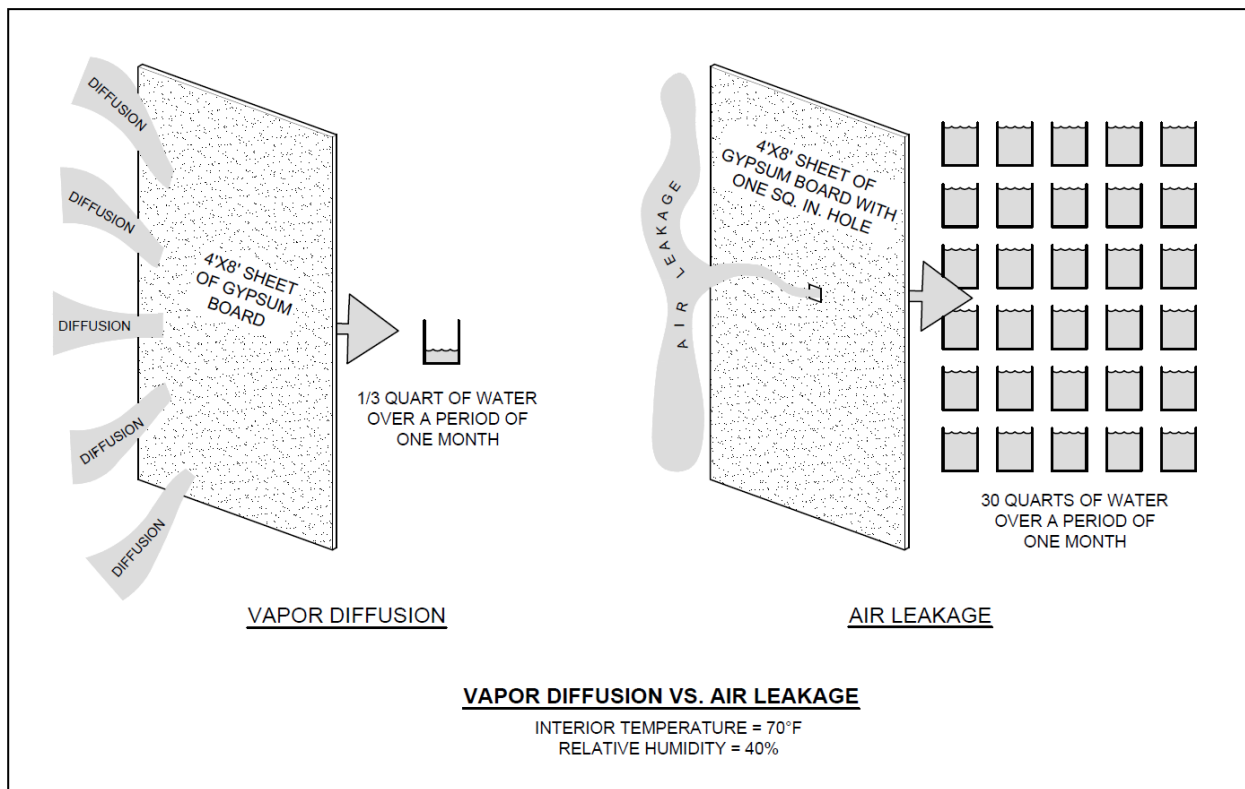 DIFFUSION
DIFFUSION
DIFFUSION
DIFFUSION
DIFFUSION
4'X8' SHEET
OF GYPSUM
BOARD
1/3 QUART OF WATER
OVER A PERIOD OF
ONE MONTH
VAPOR DIFFUSION
AIR LEAKAGE
4'X8' SHEET OF
GYPSUM BOARD WITH
ONE SQ. IN. HOLE
30 QUARTS OF WATER
OVER A PERIOD OF
ONE MONTH
AIR LEAKAGE
VAPOR DIFFUSION VS. AIR LEAKAGE
INTERIOR TEMPERATURE = 70°F
RELATIVE HUMIDITY = 40%